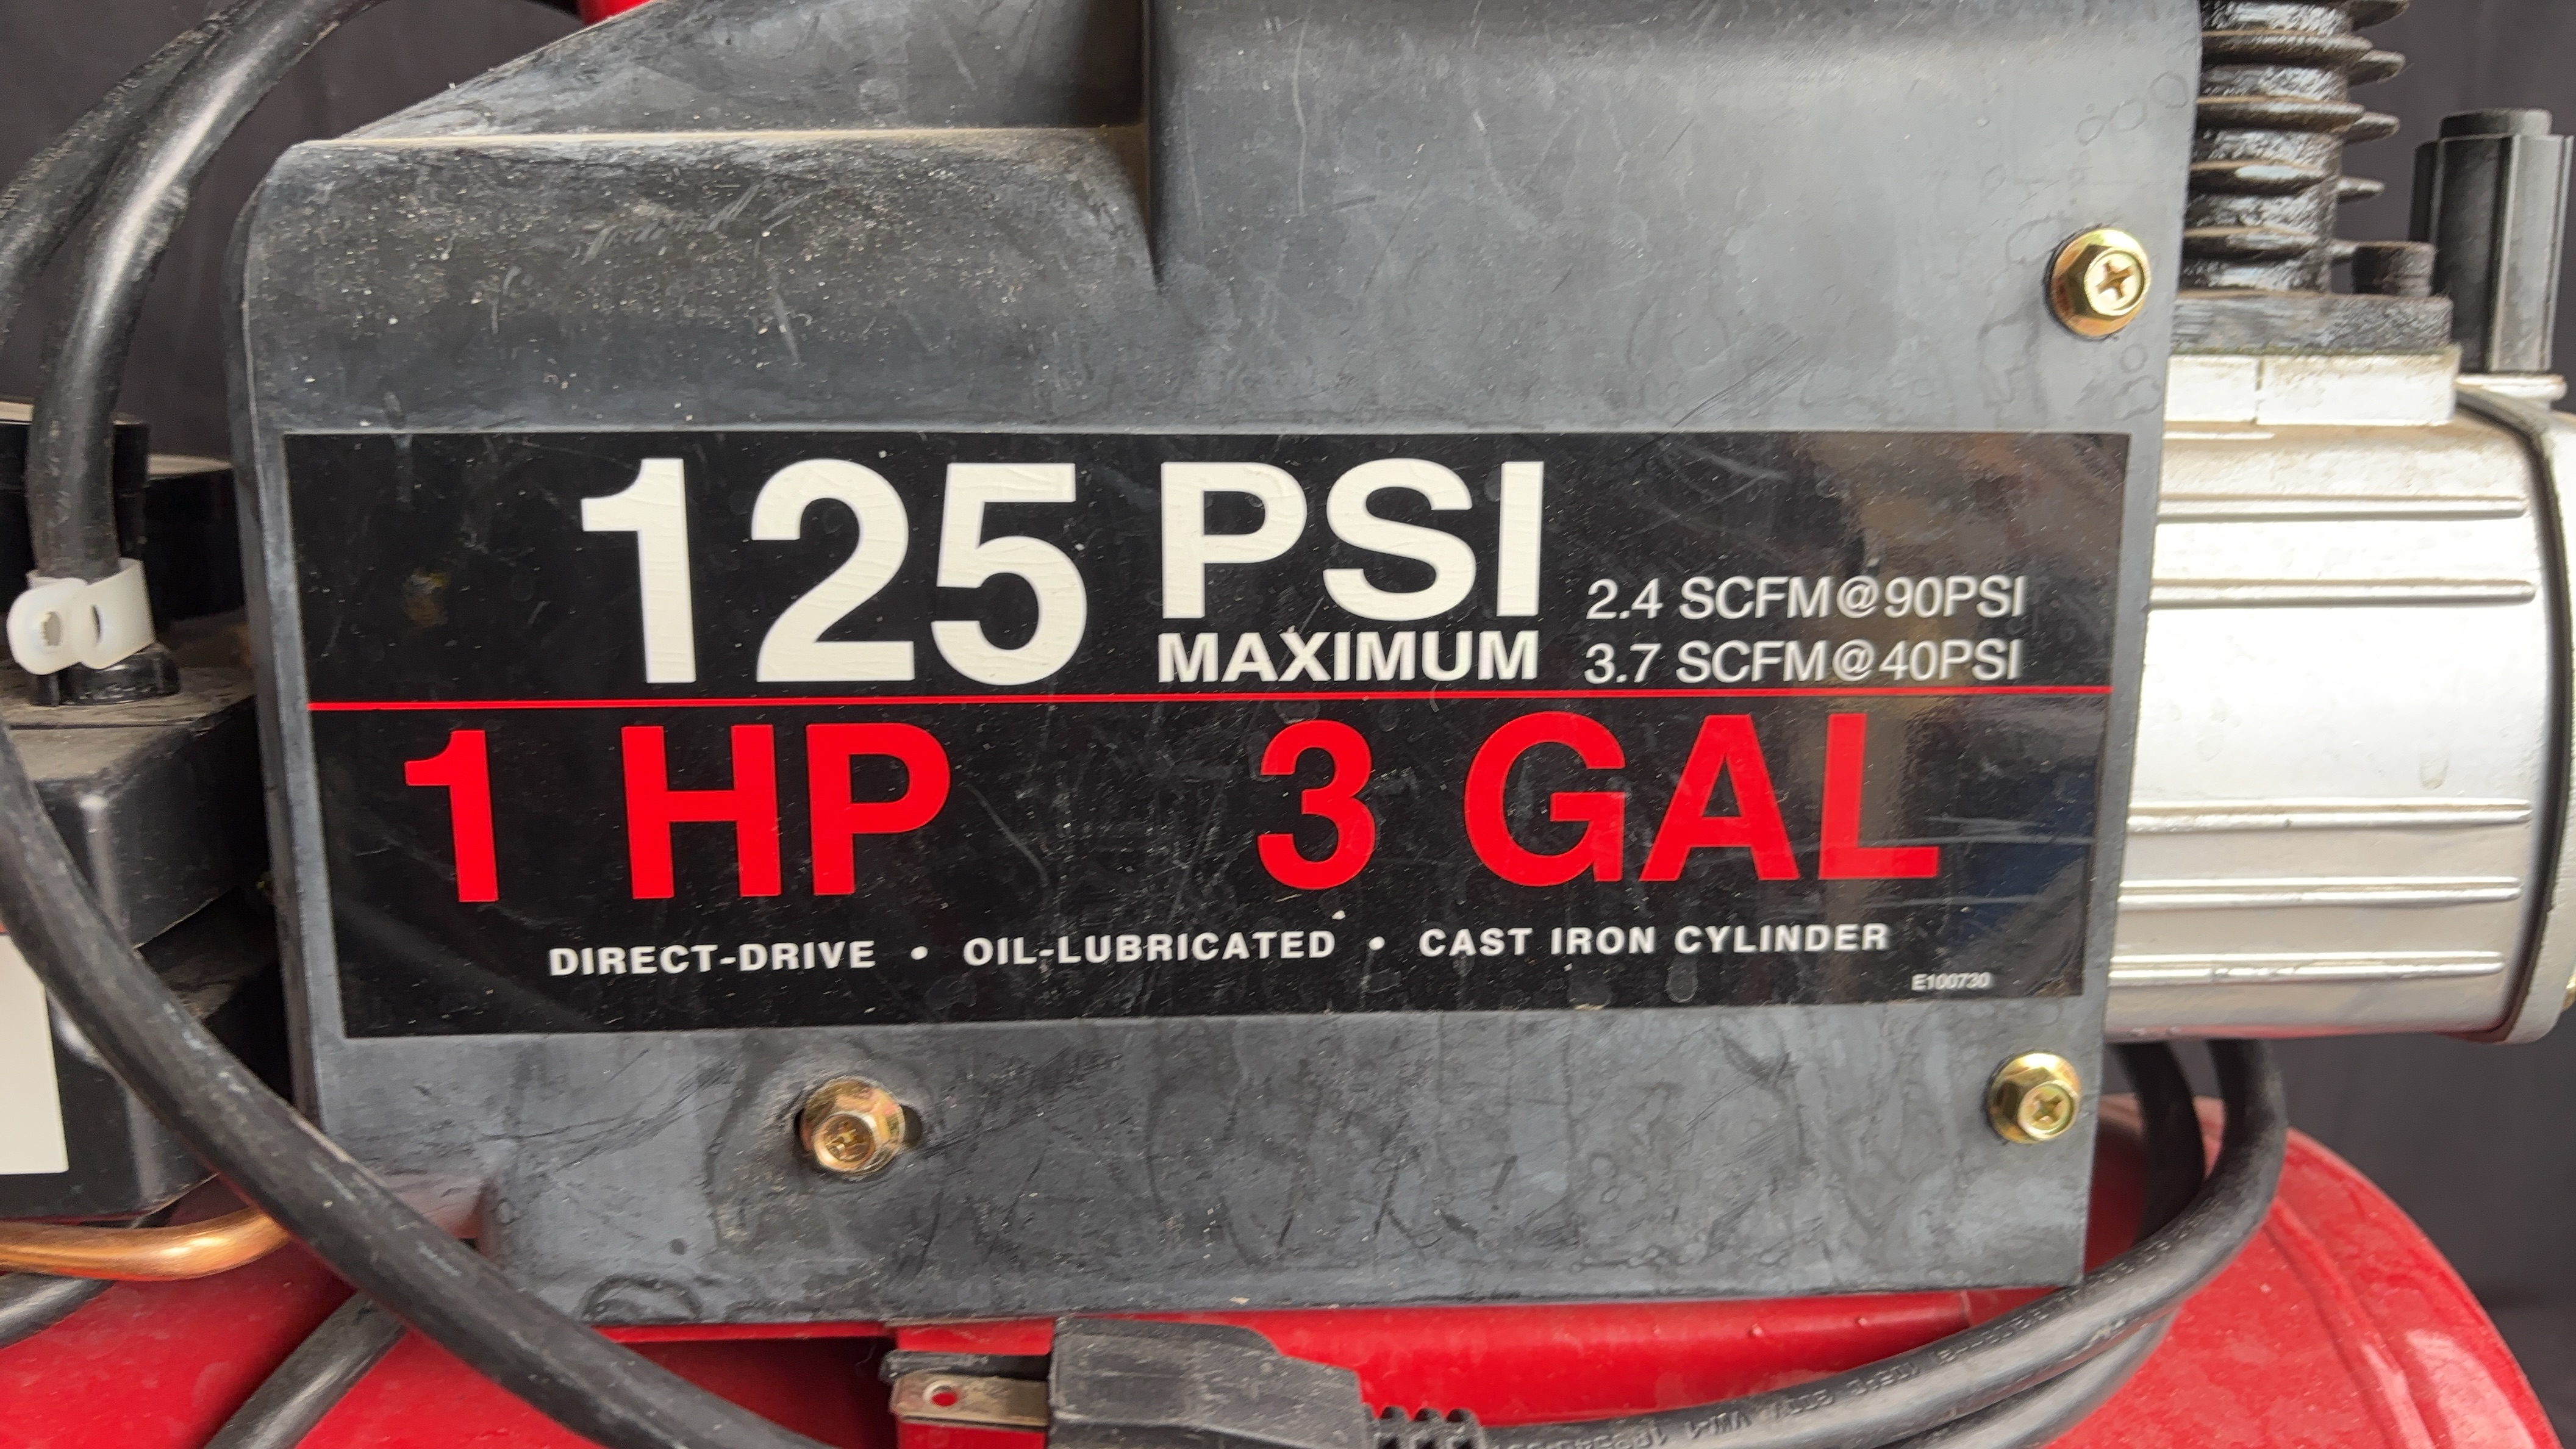 125 PSI
MAXIMUM
2.4 SCFM@90PSI
3.7 SCFM@40PSI
1 HP 3 GAL
DIRECT-DRIVE • OIL-LUBRICATED • CAST IRON CYLINDER
E100730